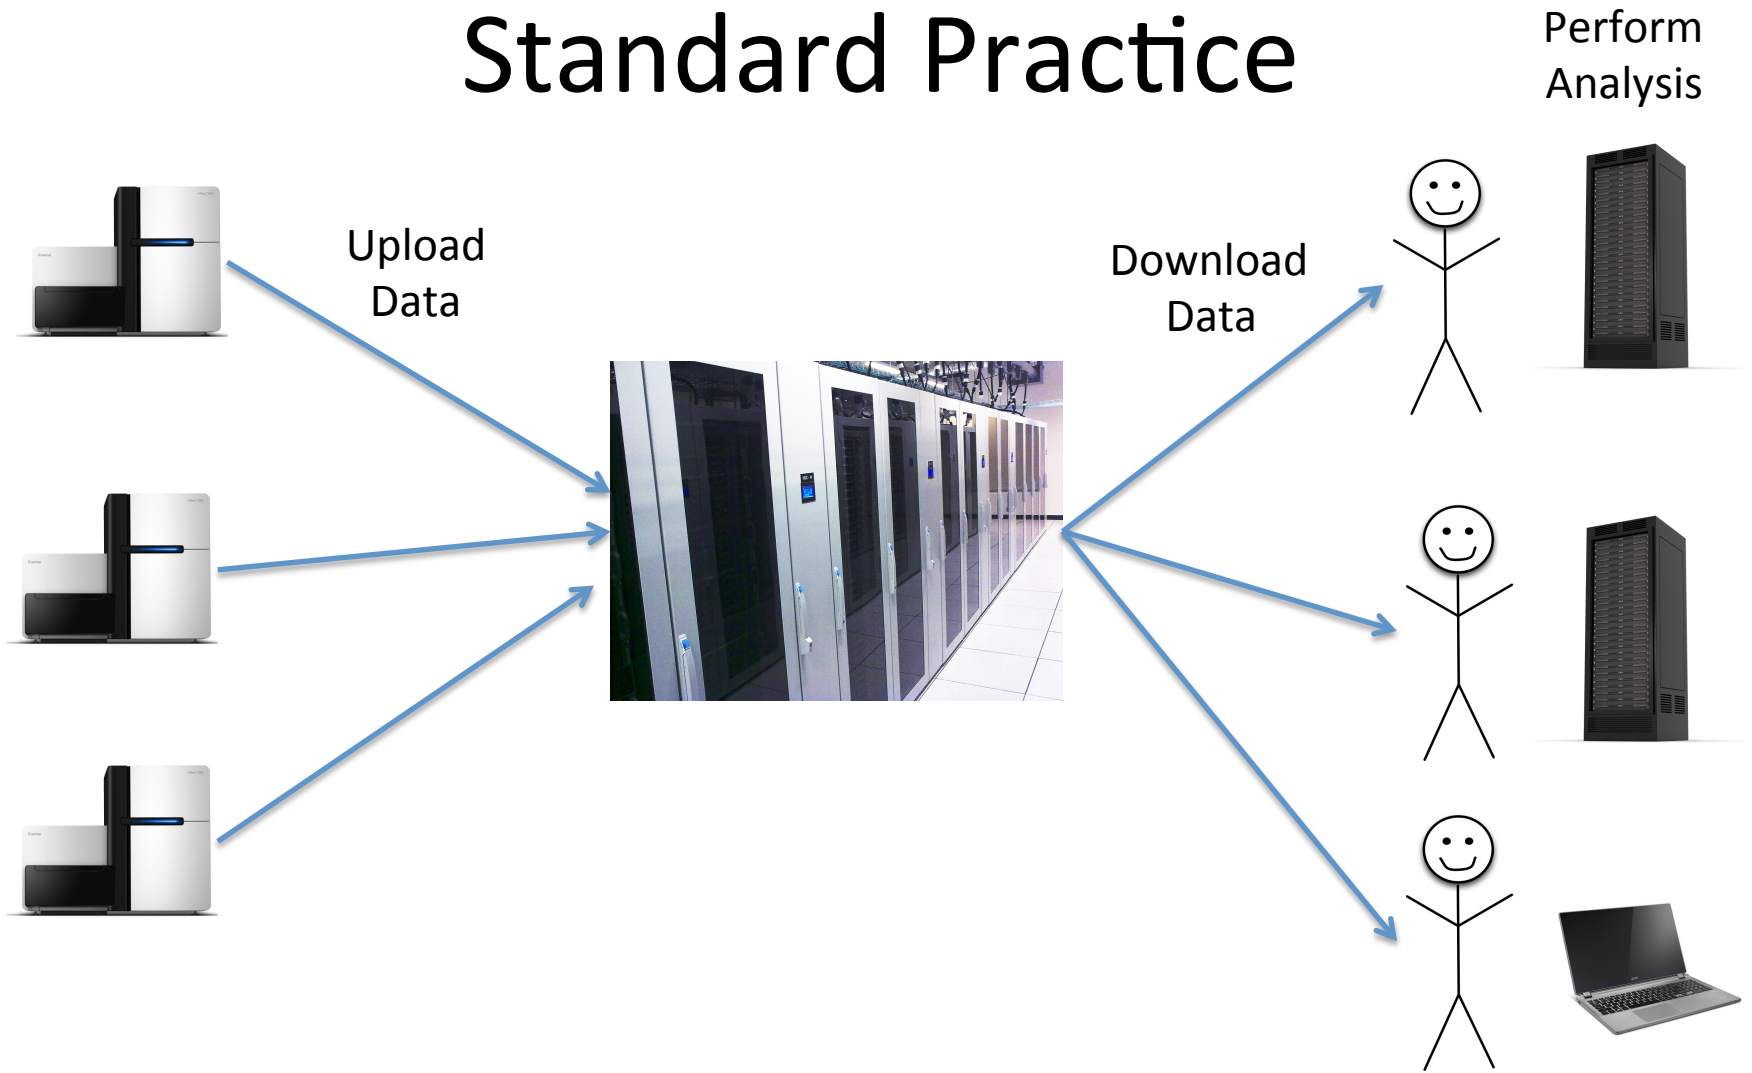 Standard Practice
Perform
Analysis
Upload
Data
Download
Data